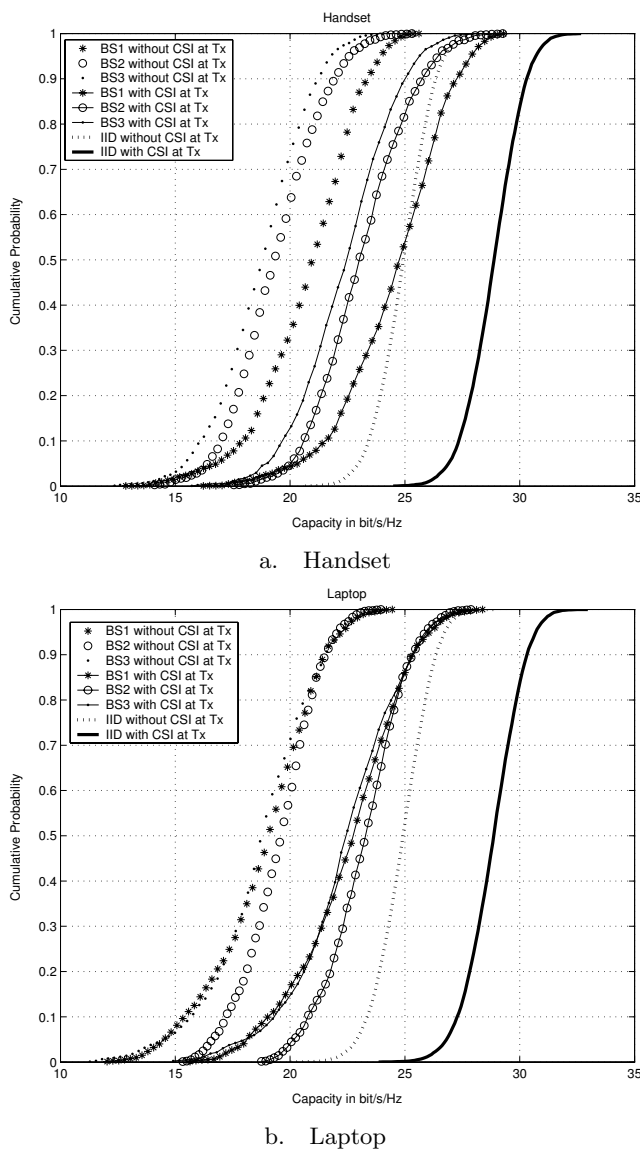 Handset
1
0.9
0.8
0.7
0.6
0.5
0.4
0.3
0.2
0.1
0
Cumulative Probability
BS1 without CSI at Tx
BS2 without CSI at Tx
BS3 without CSI at Tx
BS1 with CSI at Tx
BS2 with CSI at Tx
BS3 with CSI at Tx
IID without CSI at Tx
IID with CSI at Tx
10 15 20 25 30 35
Capacity in bit/s/Hz
a. Handset
Laptop
1
0.9
0.8
0.7
0.6
0.5
0.4
0.3
0.2
0.1
0
Cumulative Probability
BS1 without CSI at Tx
BS2 without CSI at Tx
BS3 without CSI at Tx
BS1 with CSI at Tx
BS2 with CSI at Tx
BS3 with CSI at Tx
IID without CSI at Tx
IID with CSI at Tx
10 15 20 25 30 35
Capacity in bit/s/Hz
b. Laptop